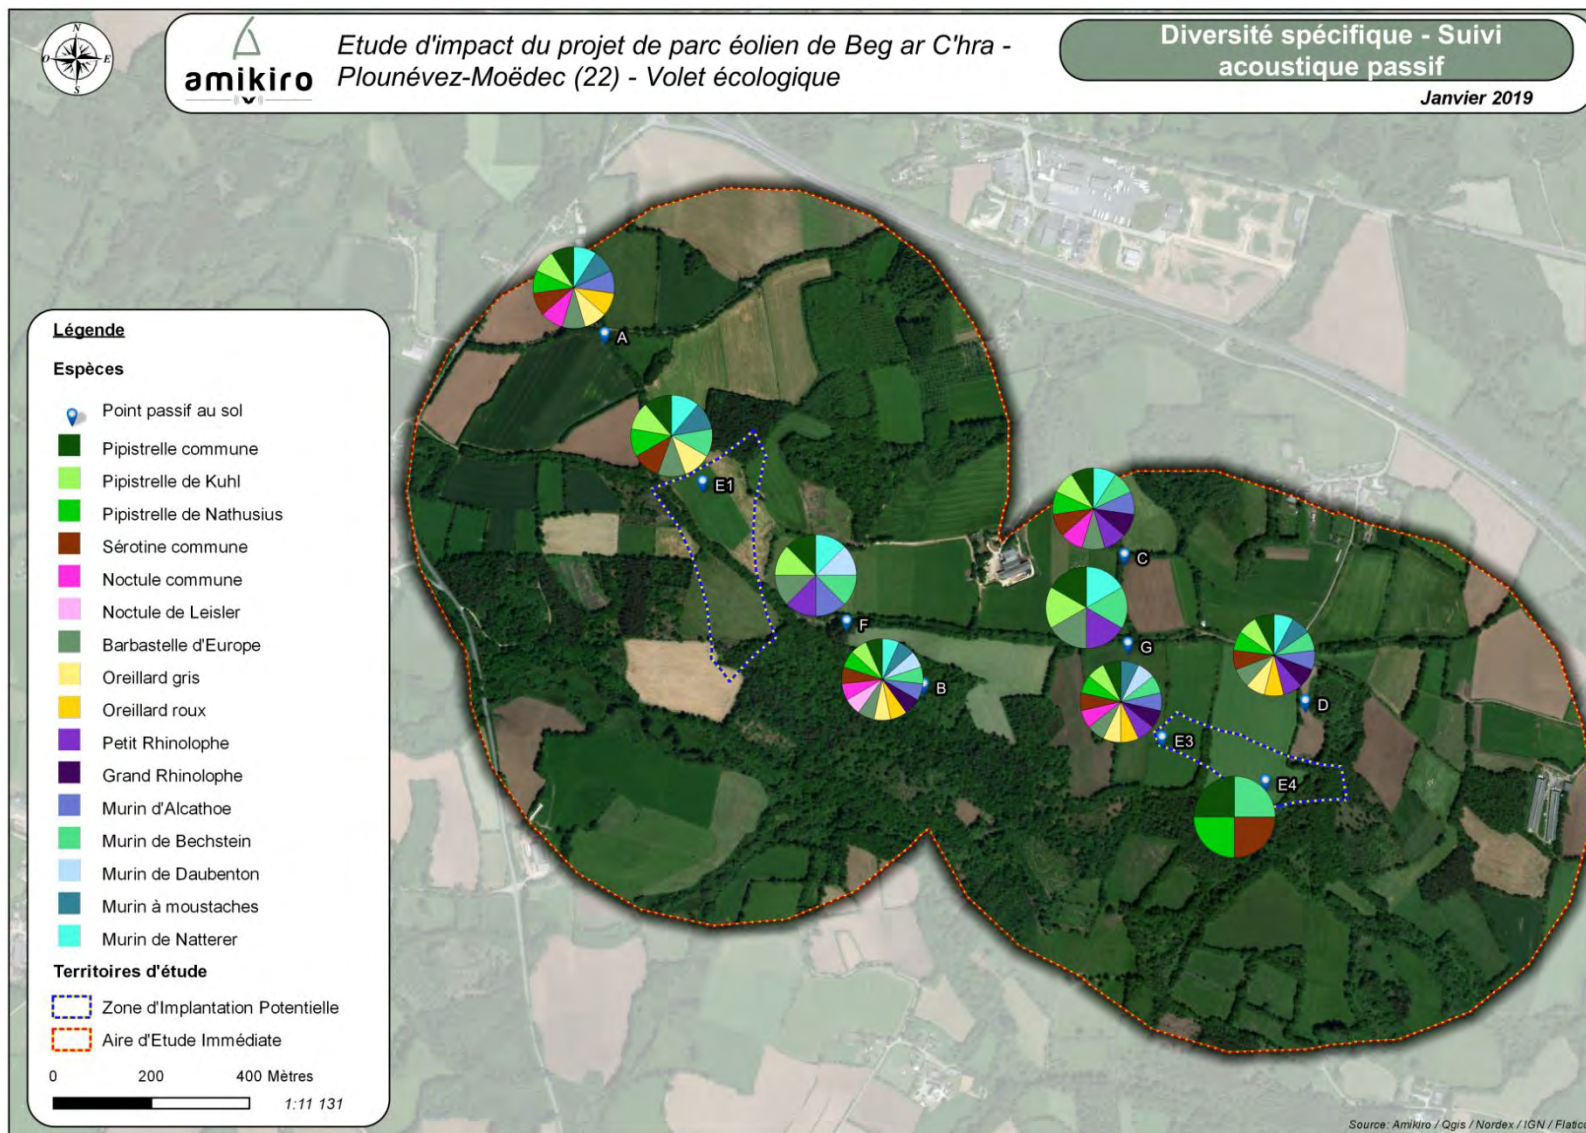 N
O
E
S
amikiro
Etude d'impact du projet de parc éolien de Beg ar C'hra -
Plounévez-Moëdec (22) - Volet écologique
Diversité spécifique - Suivi
acoustique passif
Janvier 2019
A
E1
C
F
G
B
D
E3
E4
Légende
Espèces
Point passif au sol
Pipistrelle commune
Pipistrelle de Kuhl
Pipistrelle de Nathusius
Sérotine commune
Noctule commune
Noctule de Leisler
Barbastelle d'Europe
Oreillard gris
Oreillard roux
Petit Rhinolophe
Grand Rhinolophe
Murin d'Alcathoe
Murin de Bechstein
Murin de Daubenton
Murin à moustaches
Murin de Natterer
Territoires d'étude
Zone d'Implantation Potentielle
Aire d'Etude Immédiate
0 200 400 Mètres
1:11 131
Source: Amikiro / Qgis / Nordex / IGN / Flatico